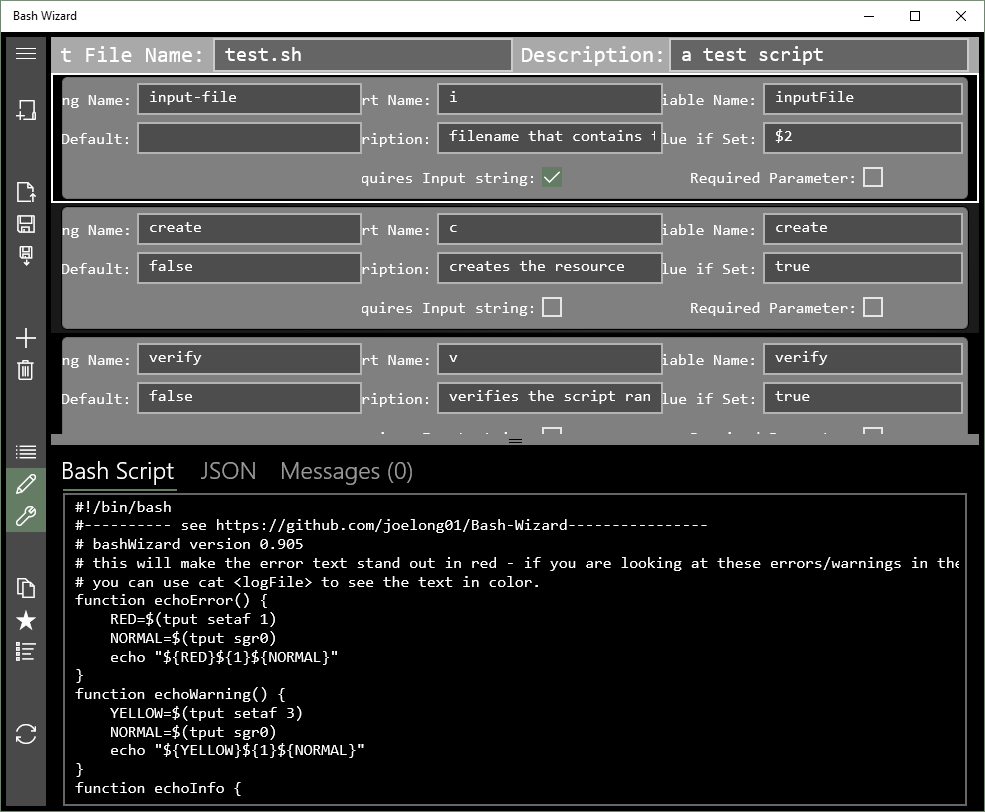 Bash Wizard
t File Name: test.sh Description: a test script
ng Name: input-file rt Name: i iable Name: inputFile
Default: ription: filename that contains t lue if Set: $2
quires Input string: Required Parameter:
ng Name: create rt Name: c iable Name: create
Default: false ription: creates the resource lue if Set: true
quires Input string: Required Parameter:
ng Name: verify rt Name: v iable Name: verify
Default: false ription: verifies the script ran lue if Set: true
Bash Script JSON Messages (0)
#!/bin/bash
#---------- see https://github.com/joelong01/Bash-Wizard----------------
# bashWizard version 0.905
# this will make the error text stand out in red - if you are looking at these errors/warnings in the
# you can use cat <logFile> to see the text in color.
function echoError() {
    RED=$(tput setaf 1)
    NORMAL=$(tput sgr0)
    echo "${RED}${1}${NORMAL}"
}
function echoWarning() {
    YELLOW=$(tput setaf 3)
    NORMAL=$(tput sgr0)
    echo "${YELLOW}${1}${NORMAL}"
}
function echoInfo {